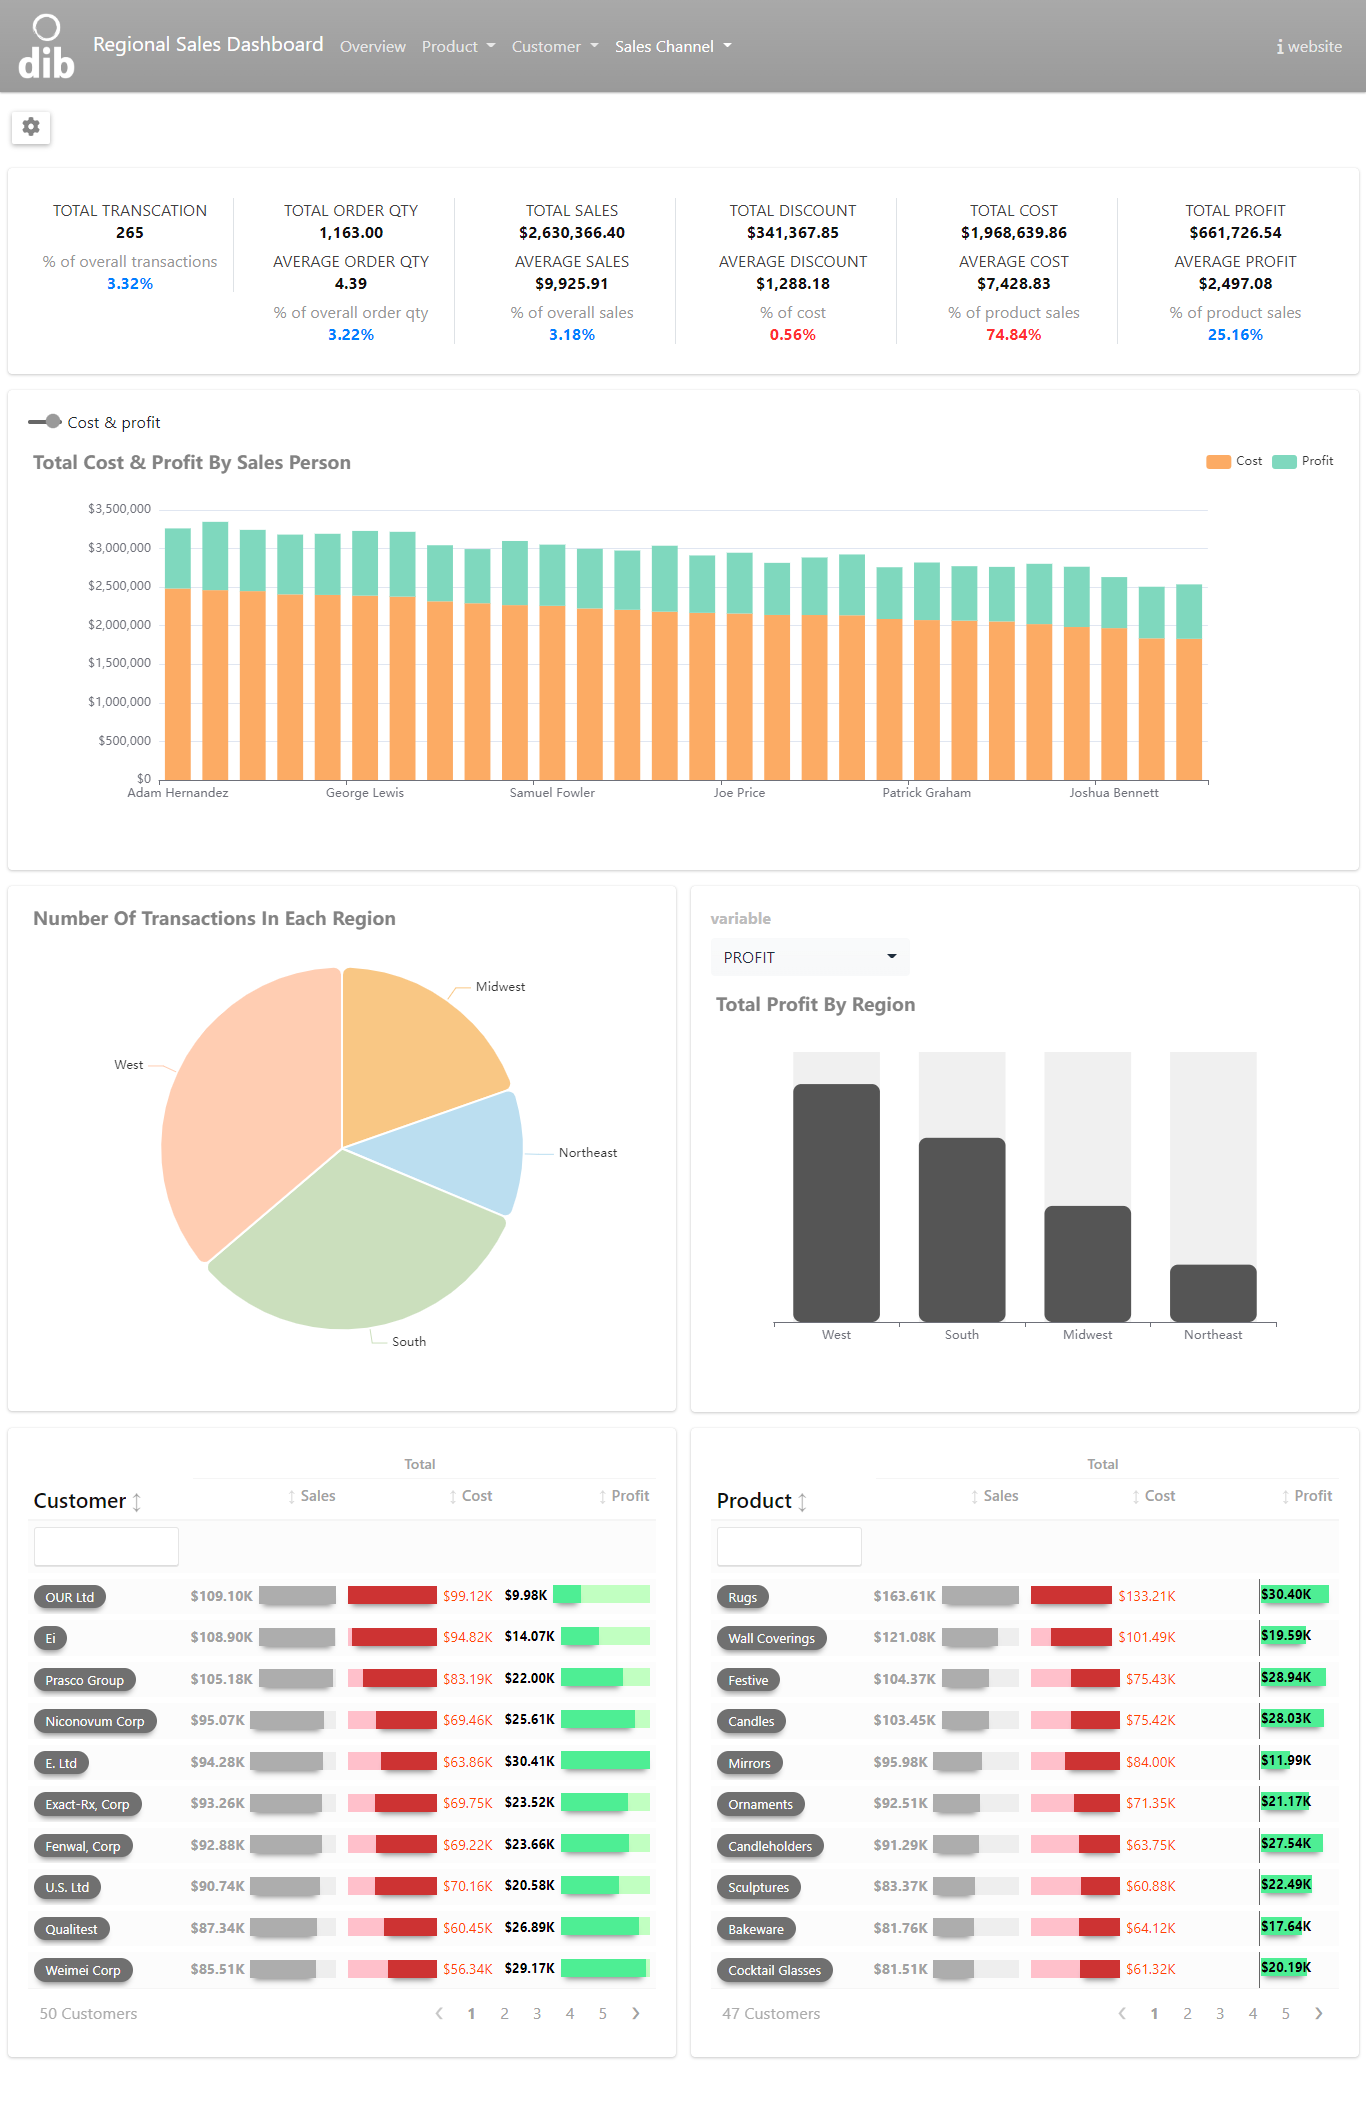 dib
Regional Sales Dashboard Overview Product Customer Sales Channel i website
TOTAL TRANSCATION
265
% of overall transactions
3.32%
TOTAL ORDER QTY
1,163.00
AVERAGE ORDER QTY
4.39
% of overall order qty
3.22%
TOTAL SALES
$2,630,366.40
AVERAGE SALES
$9,925.91
% of overall sales
3.18%
TOTAL DISCOUNT
$341,367.85
AVERAGE DISCOUNT
$1,288.18
% of cost
0.56%
TOTAL COST
$1,968,639.86
AVERAGE COST
$7,428.83
% of product sales
74.84%
TOTAL PROFIT
$661,726.54
AVERAGE PROFIT
$2,497.08
% of product sales
25.16%
Cost & profit
Total Cost & Profit By Sales Person
Cost Profit
$3,500,000
$3,000,000
$2,500,000
$2,000,000
$1,500,000
$1,000,000
$500,000
$0
Adam Hernandez George Lewis Samuel Fowler Joe Price Patrick Graham Joshua Bennett
Number Of Transactions In Each Region
Midwest
West
Northeast
South
variable
PROFIT
Total Profit By Region
West South Midwest Northeast
Total
Customer Sales Cost Profit
OUR Ltd $109.10K $99.12K $9.98K
Ei $108.90K $94.82K $14.07K
Prasco Group $105.18K $83.19K $22.00K
Niconovum Corp $95.07K $69.46K $25.61K
E. Ltd $94.28K $63.86K $30.41K
Exact-Rx, Corp $93.26K $69.75K $23.52K
Fenwal, Corp $92.88K $69.22K $23.66K
U.S. Ltd $90.74K $70.16K $20.58K
Qualitest $87.34K $60.45K $26.89K
Weimei Corp $85.51K $56.34K $29.17K
50 Customers 1 2 3 4 5
Total
Product Sales Cost Profit
Rugs $163.61K $133.21K $30.40K
Wall Coverings $121.08K $101.49K $19.59K
Festive $104.37K $75.43K $28.94K
Candles $103.45K $75.42K $28.03K
Mirrors $95.98K $84.00K $11.99K
Ornaments $92.51K $71.35K $21.17K
Candleholders $91.29K $63.75K $27.54K
Sculptures $83.37K $60.88K $22.49K
Bakeware $81.76K $64.12K $17.64K
Cocktail Glasses $81.51K $61.32K $20.19K
47 Customers 1 2 3 4 5